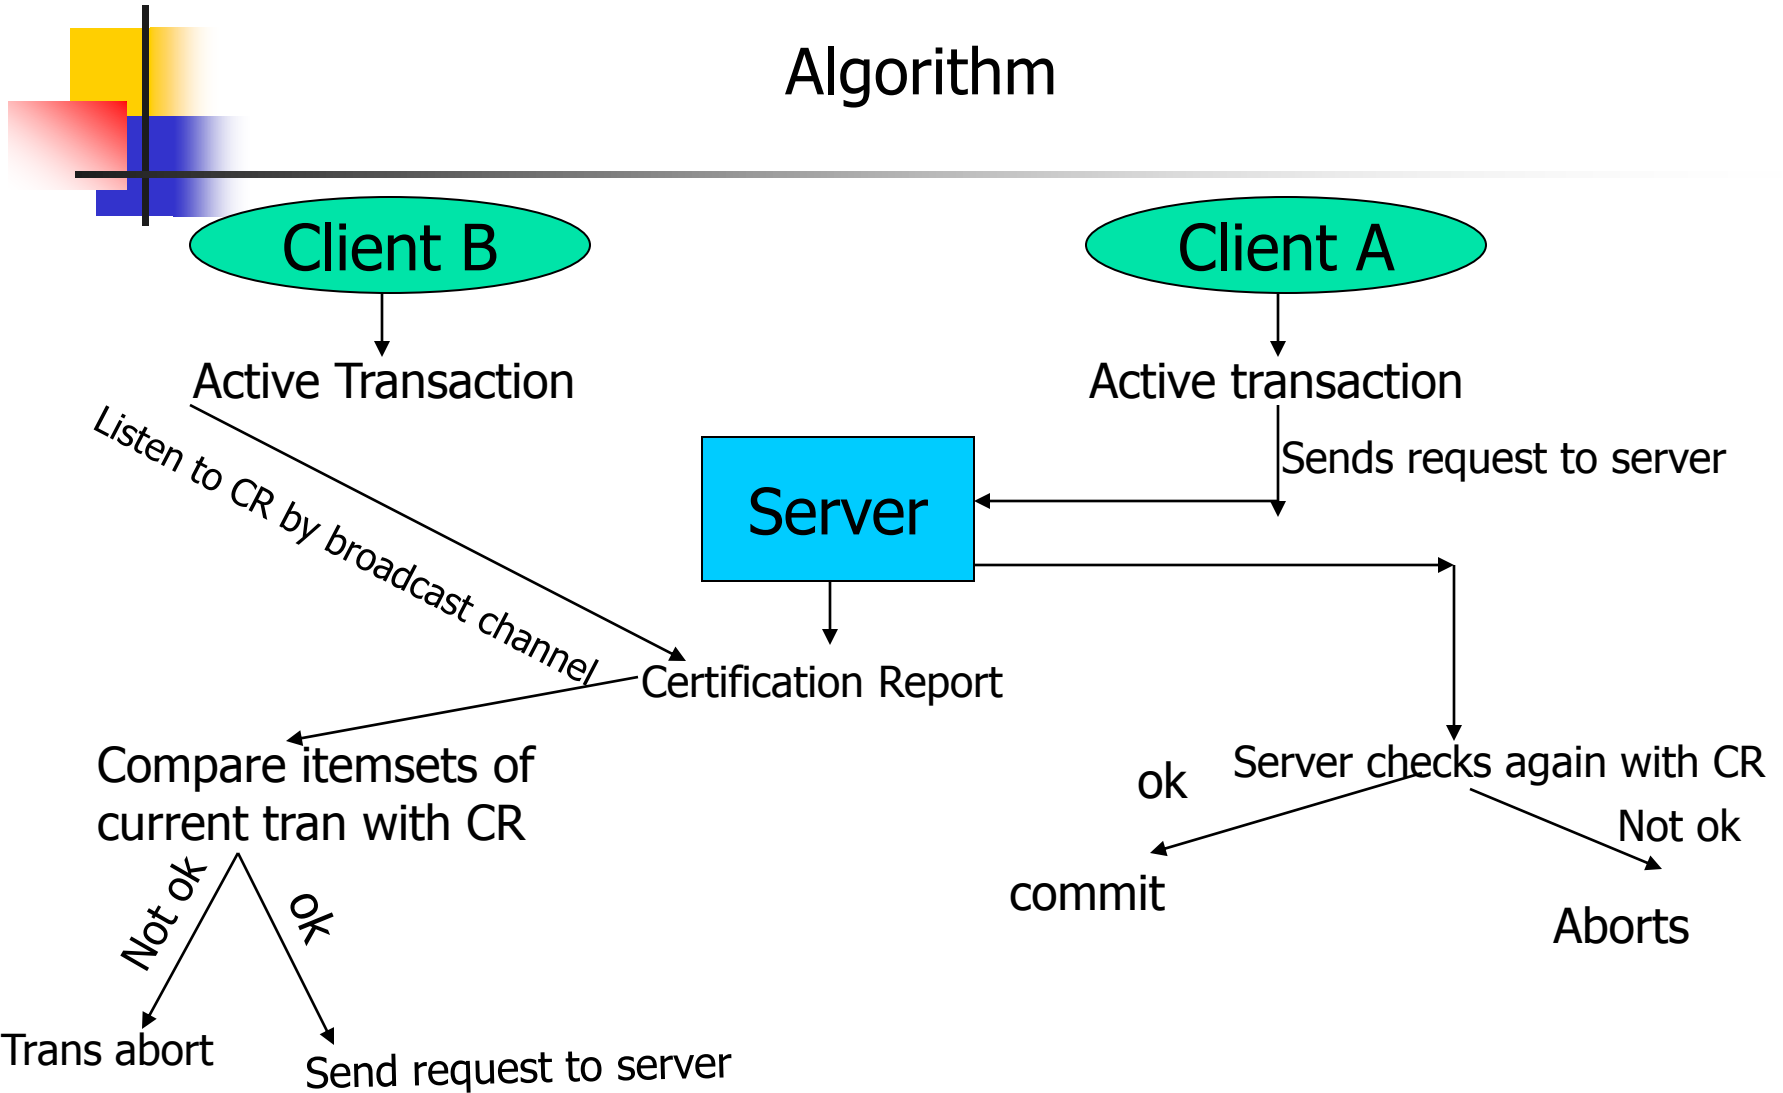 Algorithm
Client B
Client A
Active Transaction
Active transaction
Listen to CR by broadcast channel
Sends request to server
Server
Certification Report
Compare itemsets of
current tran with CR
Server checks again with CR
ok
Not ok
commit
Aborts
Not ok
ok
Trans abort
Send request to server